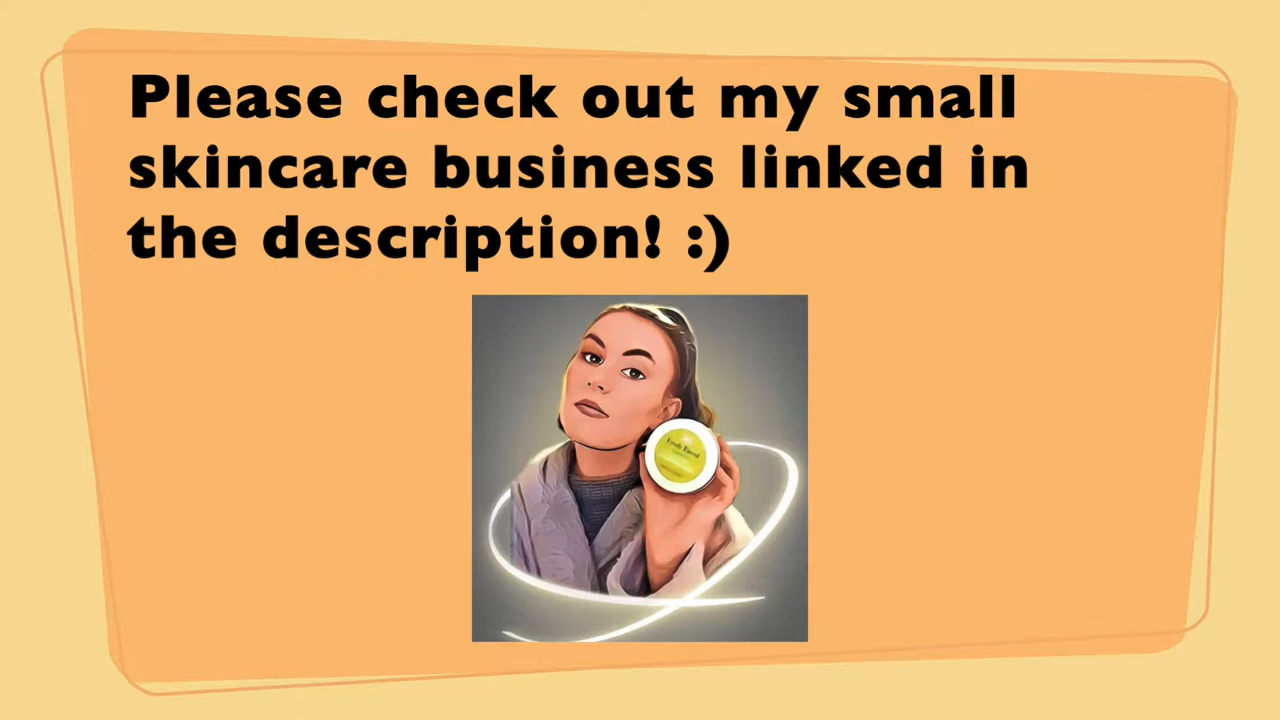 Please check out my small
skincare business linked in
the description! :)